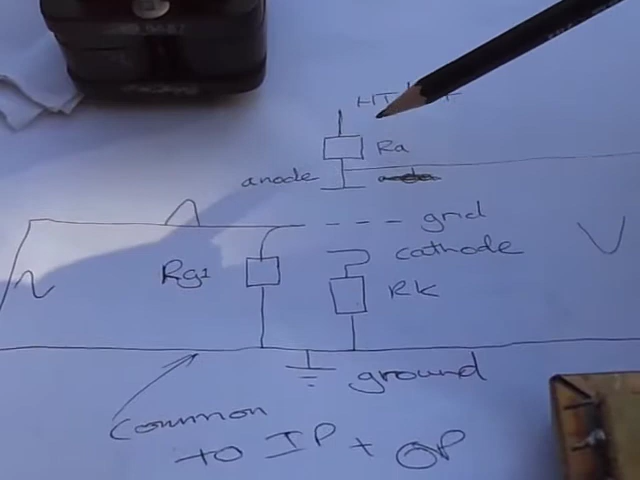 HT
Ra
anode
grid
cathode
Rg1
Rk
ground
Common
to IP + OP